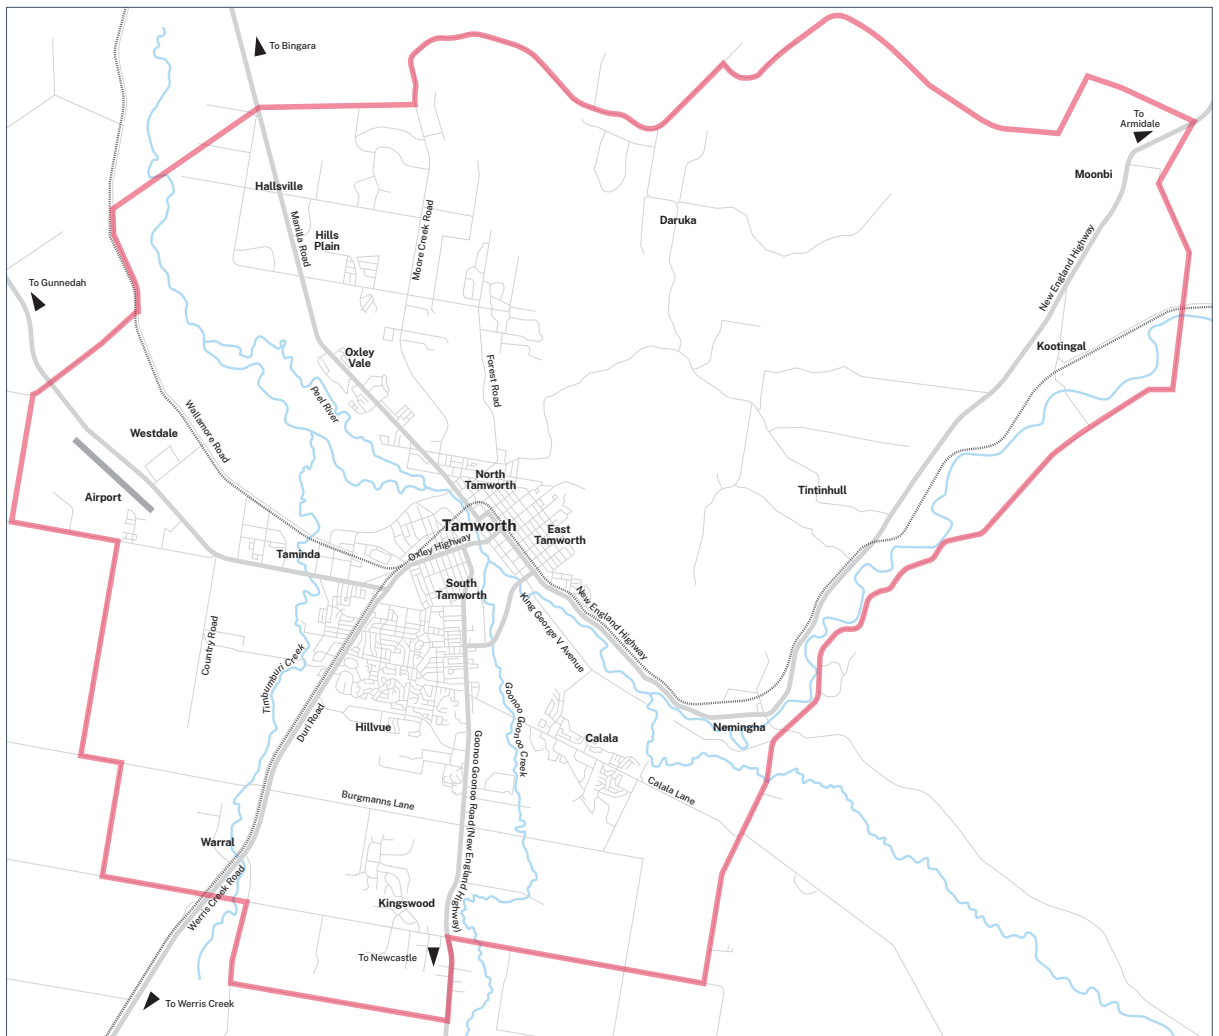 To Bingara
To
Armidale
Moonbi
Hallsville
Manilla Road
Hills
Plain
Moore Creek Road
Daruka
New England Highway
To Gunnedah
Kootingal
Oxley
Vale
Peel River
Forest Road
Wallamore Road
Westdale
North
Tamworth
Airport
Tintinhull
Tamworth
East
Tamworth
Oxley Highway
Taminda
South
Tamworth
King George V Avenue
New England Highway
Country Road
Timbumburi Creek
Duri Road
Goonoo Goonoo Creek
Hillvue
Calala
Nemingha
Goonoo Goonoo Road (New England Highway)
Calala Lane
Burgmanns Lane
Warral
Werris Creek Road
Kingswood
To Newcastle
To Werris Creek